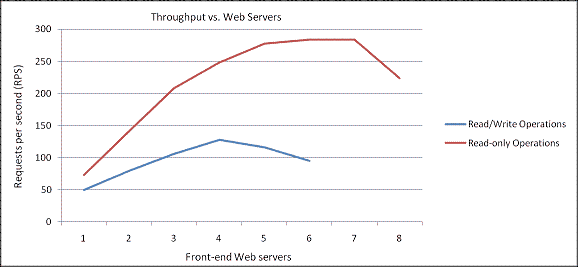 Throughput vs. Web Servers
Requests per second (RPS)
300
250
200
150
100
50
0
1 2 3 4 5 6 7 8
Front-end Web servers
Read/Write Operations
Read-only Operations